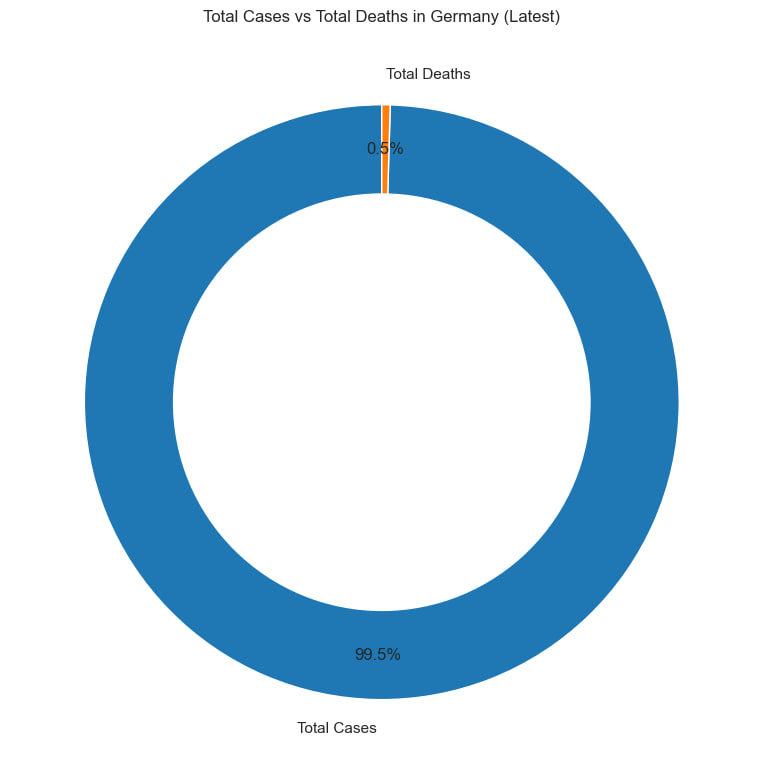 Total Cases vs Total Deaths in Germany (Latest)
Total Deaths
0.5%
99.5%
Total Cases